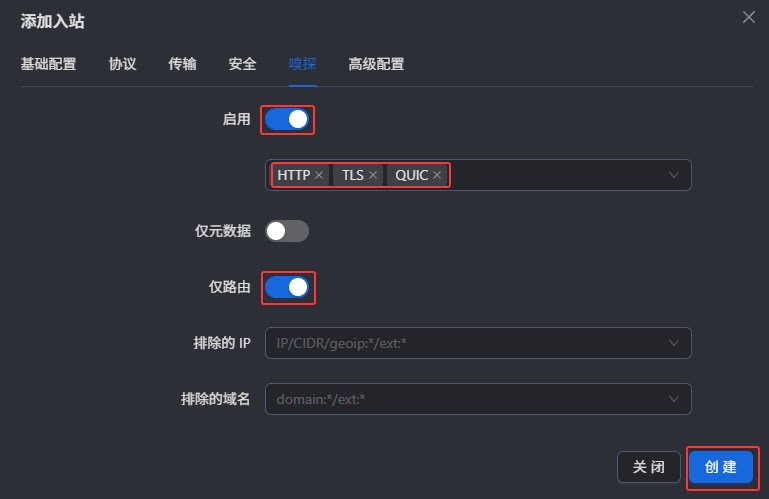 添加入站
基础配置 协议 传输 安全 嗅探 高级配置
启用
HTTP TLS QUIC
仅元数据
仅路由
排除的 IP IP/CIDR/geoip:*/ext:*
排除的域名 domain:*/ext:*
关 闭 创 建